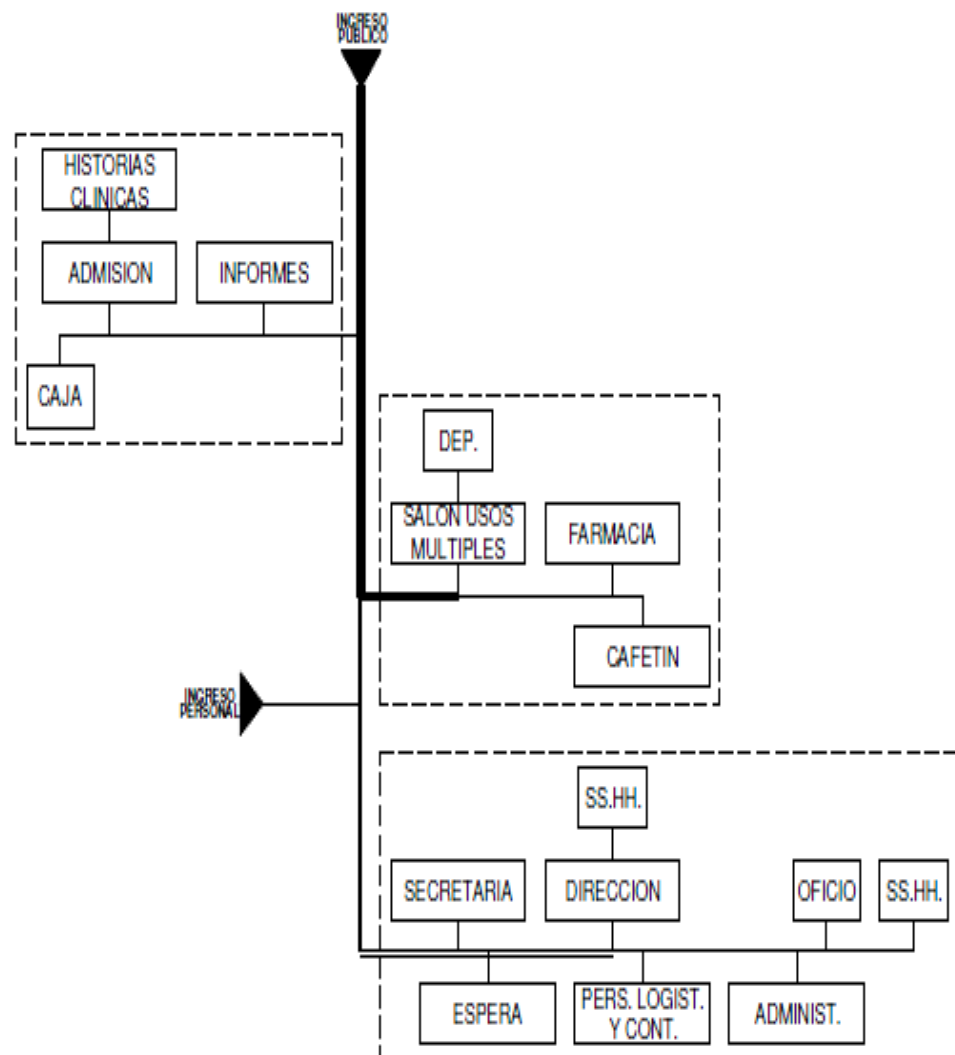 INGRESO
PUBLICO
HISTORIAS
CLINICAS
ADMISION
INFORMES
CAJA
DEP.
SALON USOS
MULTIPLES
FARMACIA
CAFETIN
INGRESO
PERSONAL
SS.HH.
SECRETARIA
DIRECCION
OFICIO
SS.HH.
ESPERA
PERS. LOGIST.
Y CONT.
ADMINIST.